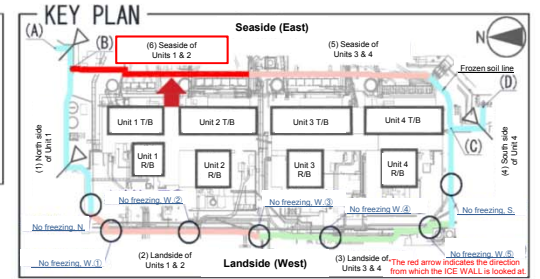 KEY PLAN
Seaside (East)
(A)
(B)
(6) Seaside of
Units 1 & 2
(5) Seaside of
Units 3 & 4
N
Frozen soil line
(D)
(1) North side
of Unit 1
Unit 1 T/B
Unit 2 T/B
Unit 3 T/B
Unit 4 T/B
(C)
(4) South side
of Unit 4
Unit 1
R/B
Unit 2
R/B
Unit 3
R/B
Unit 4
R/B
No freezing, N.
No freezing, W.②
No freezing, W.③
No freezing, W.④
No freezing, S.
No freezing, W.①
No freezing, W.⑤
(2) Landside of
Units 1 & 2
Landside (West)
(3) Landside of
Units 3 & 4
*The red arrow indicates the direction
from which the ICE WALL is looked at.